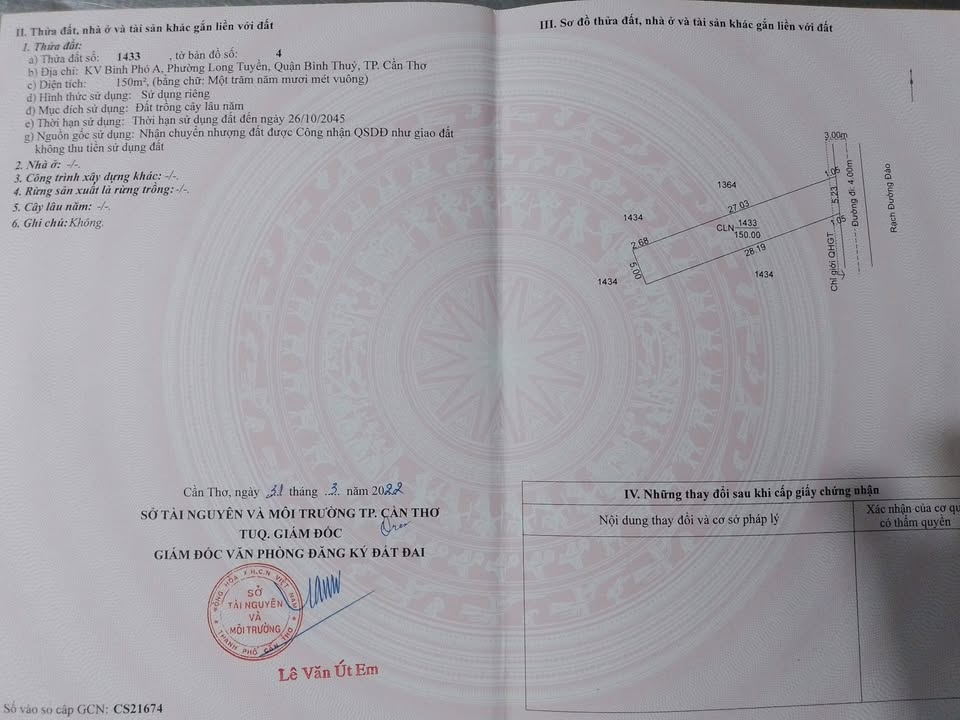 II. Thửa đất, nhà ở và tài sản khác gắn liền với đất
1. Thửa đất:
a) Thửa đất số: 1433 , tờ bản đồ số: 4
b) Địa chỉ: KV Bình Phó A, Phường Long Tuyền, Quận Bình Thuỷ, TP. Cần Thơ
c) Diện tích: 150m², (bằng chữ: Một trăm năm mươi mét vuông)
d) Hình thức sử dụng: Sử dụng riêng
đ) Mục đích sử dụng: Đất trồng cây lâu năm
e) Thời hạn sử dụng: Thời hạn sử dụng đất đến ngày 26/10/2045
g) Nguồn gốc sử dụng: Nhận chuyển nhượng đất được Công nhận QSDĐ như giao đất
không thu tiền sử dụng đất
2. Nhà ở: -/-.
3. Công trình xây dựng khác: -/-.
4. Rừng sản xuất là rừng trồng: -/-.
5. Cây lâu năm: -/-.
6. Ghi chú: Không.
Cần Thơ, ngày 31 tháng 3 năm 2022
SỞ TÀI NGUYÊN VÀ MÔI TRƯỜNG TP. CẦN THƠ
TUQ. GIÁM ĐỐC
GIÁM ĐỐC VĂN PHÒNG ĐĂNG KÝ ĐẤT ĐAI
CỘNG HÒA X.H.C.N VIỆT NAM
SỞ
TÀI NGUYÊN
VÀ
MÔI TRƯỜNG
THÀNH PHỐ CẦN THƠ
Lê Văn Út Em
Số vào sổ cấp GCN: CS21674
III. Sơ đồ thửa đất, nhà ở và tài sản khác gắn liền với đất
3.00m
1364
1434
27.03
CLN 1433
150.00
2.68
5.00
28.19
1434
1434
5.23
1.05
Chỉ giới QHGT
Đường đi: 4.00m
Rạch Đường Đào
IV. Những thay đổi sau khi cấp giấy chứng nhận
Nội dung thay đổi và cơ sở pháp lý
Xác nhận của cơ qu
có thẩm quyền